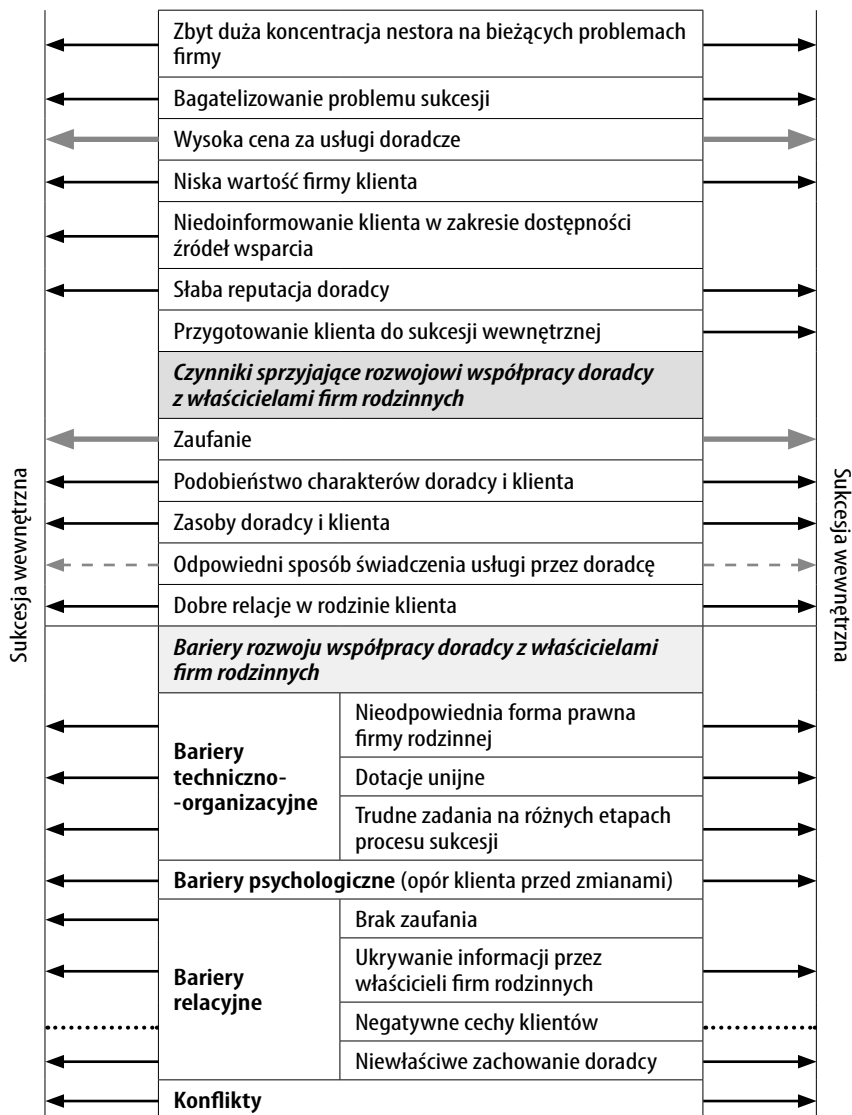 Zbyt duża koncentracja nestora na bieżących problemach
firmy
Bagatelizowanie problemu sukcesji
Wysoka cena za usługi doradcze
Niska wartość firmy klienta
Niedoinformowanie klienta w zakresie dostępności
źródeł wsparcia
Słaba reputacja doradcy
Przygotowanie klienta do sukcesji wewnętrznej
Czynniki sprzyjające rozwojowi współpracy doradcy
z właścicielami firm rodzinnych
Zaufanie
Podobieństwo charakterów doradcy i klienta
Zasoby doradcy i klienta
Odpowiedni sposób świadczenia usługi przez doradcę
Dobre relacje w rodzinie klienta
Sukcesja wewnętrzna
Sukcesja wewnętrzna
Bariery rozwoju współpracy doradcy z właścicielami
firm rodzinnych
Bariery
techniczno-
-organizacyjne
Nieodpowiednia forma prawna
firmy rodzinnej
Dotacje unijne
Trudne zadania na różnych etapach
procesu sukcesji
Bariery psychologiczne (opór klienta przed zmianami)
Bariery
relacyjne
Brak zaufania
Ukrywanie informacji przez
właścicieli firm rodzinnych
Negatywne cechy klientów
Niewłaściwe zachowanie doradcy
Konflikty